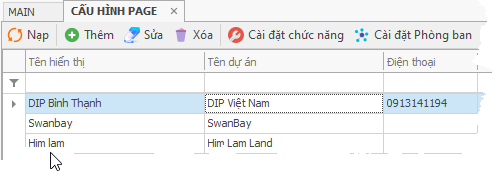 MAIN CẤU HÌNH PAGE
Nạp Thêm Sửa Xóa Cài đặt chức năng Cài đặt Phòng ban
Tên hiển thị Tên dự án Điện thoại
DIP Bình Thạnh DIP Việt Nam 0913141194
Swanbay SwanBay
Him lam Him Lam Land